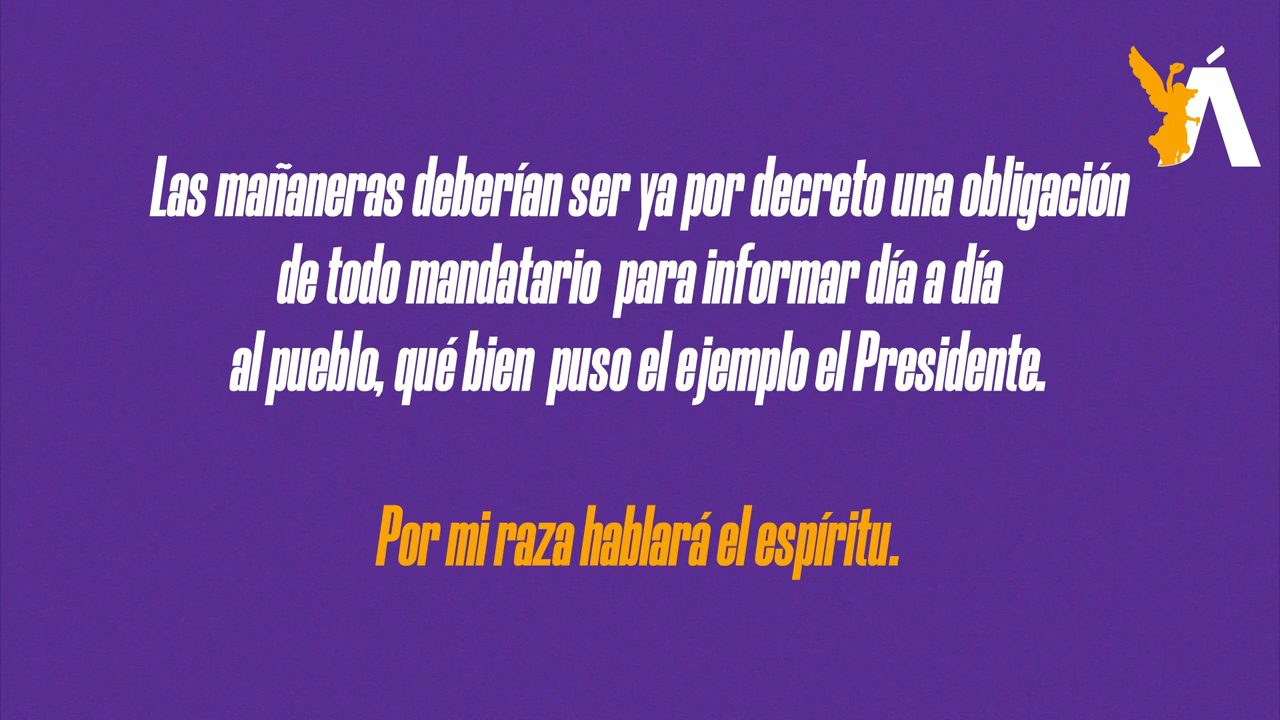 Á
Las mañaneras deberían ser ya por decreto una obligación
de todo mandatario para informar día a día
al pueblo, qué bien puso el ejemplo el Presidente.
Por mi raza hablará el espíritu.